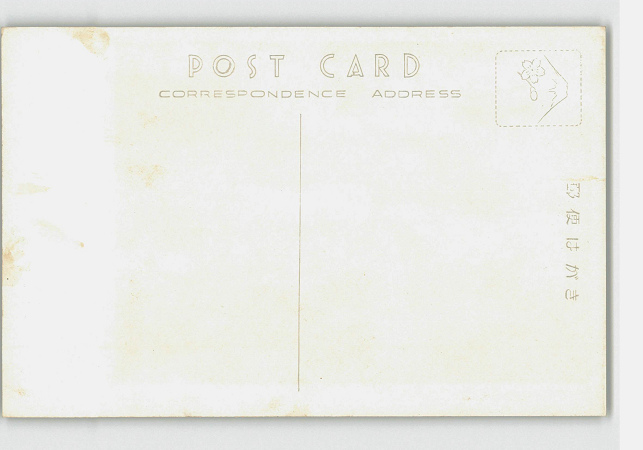 POST CARD
CORRESPONDENCE ADDRESS
郵便はがき